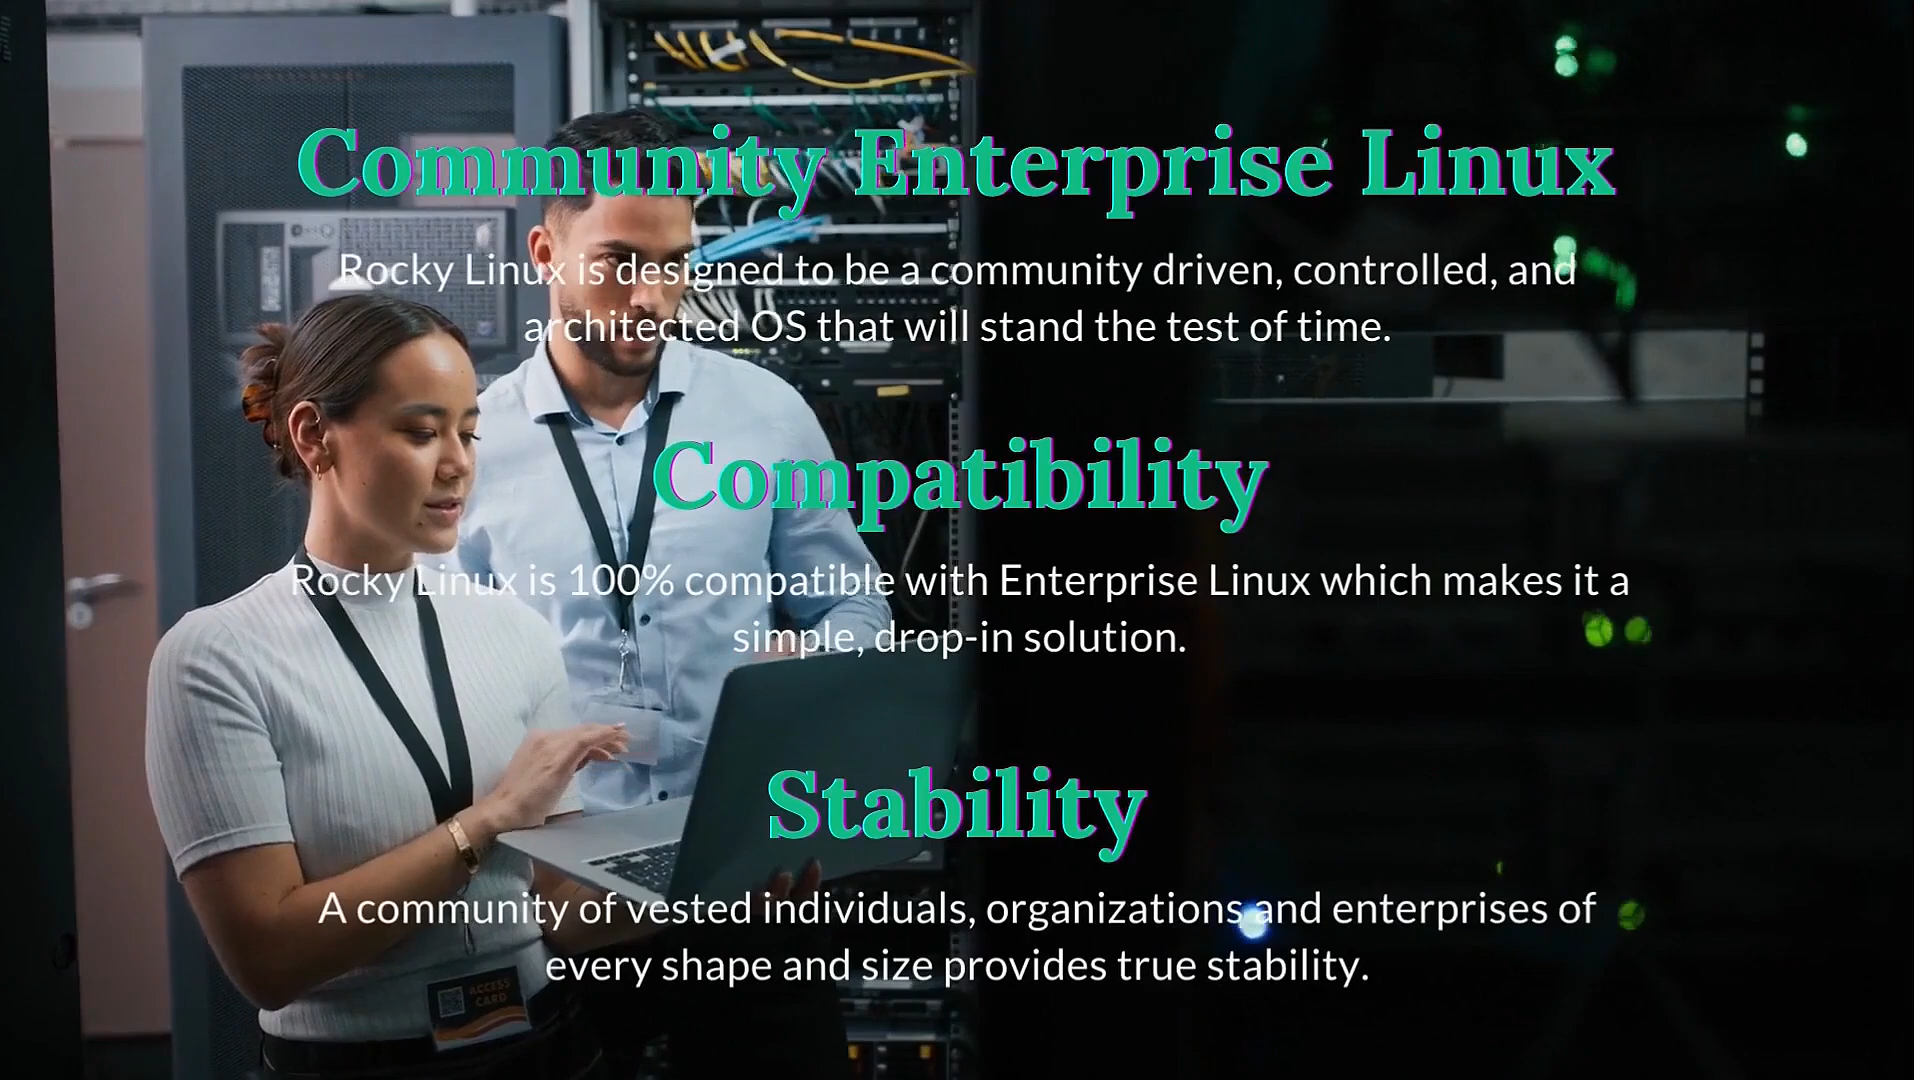 Community Enterprise Linux
Rocky Linux is designed to be a community driven, controlled, and
architected OS that will stand the test of time.
Compatibility
Rocky Linux is 100% compatible with Enterprise Linux which makes it a
simple, drop-in solution.
Stability
A community of vested individuals, organizations and enterprises of
every shape and size provides true stability.
ACCESS
CARD